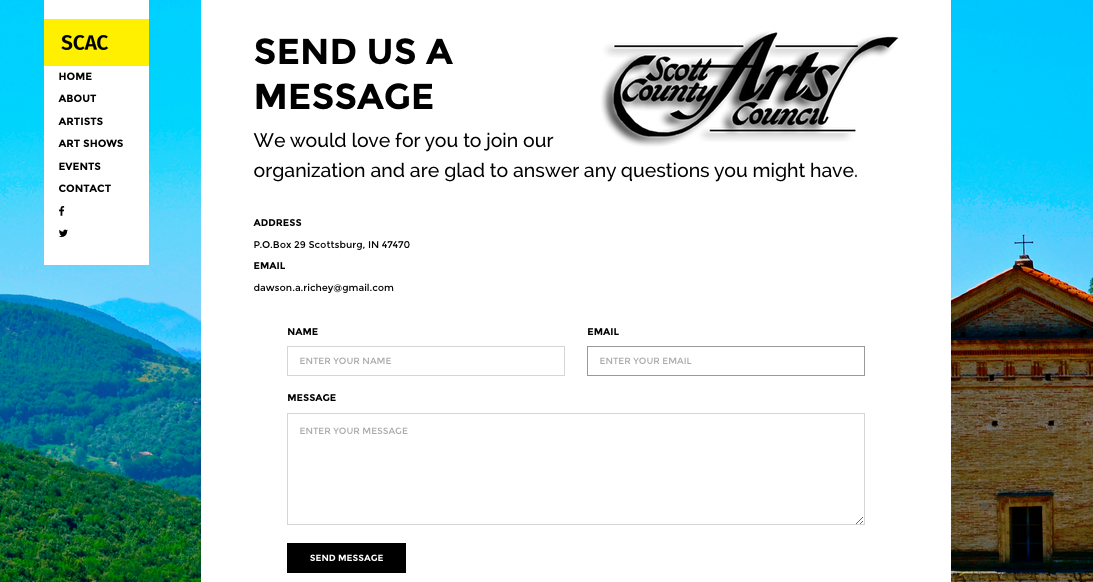 SCAC
HOME
ABOUT
ARTISTS
ART SHOWS
EVENTS
CONTACT
SEND US A
MESSAGE
Scott
County
Arts
Council
We would love for you to join our
organization and are glad to answer any questions you might have.
ADDRESS
P.O.Box 29 Scottsburg, IN 47470
EMAIL
dawson.a.richey@gmail.com
NAME
EMAIL
ENTER YOUR NAME
ENTER YOUR EMAIL
MESSAGE
ENTER YOUR MESSAGE
SEND MESSAGE